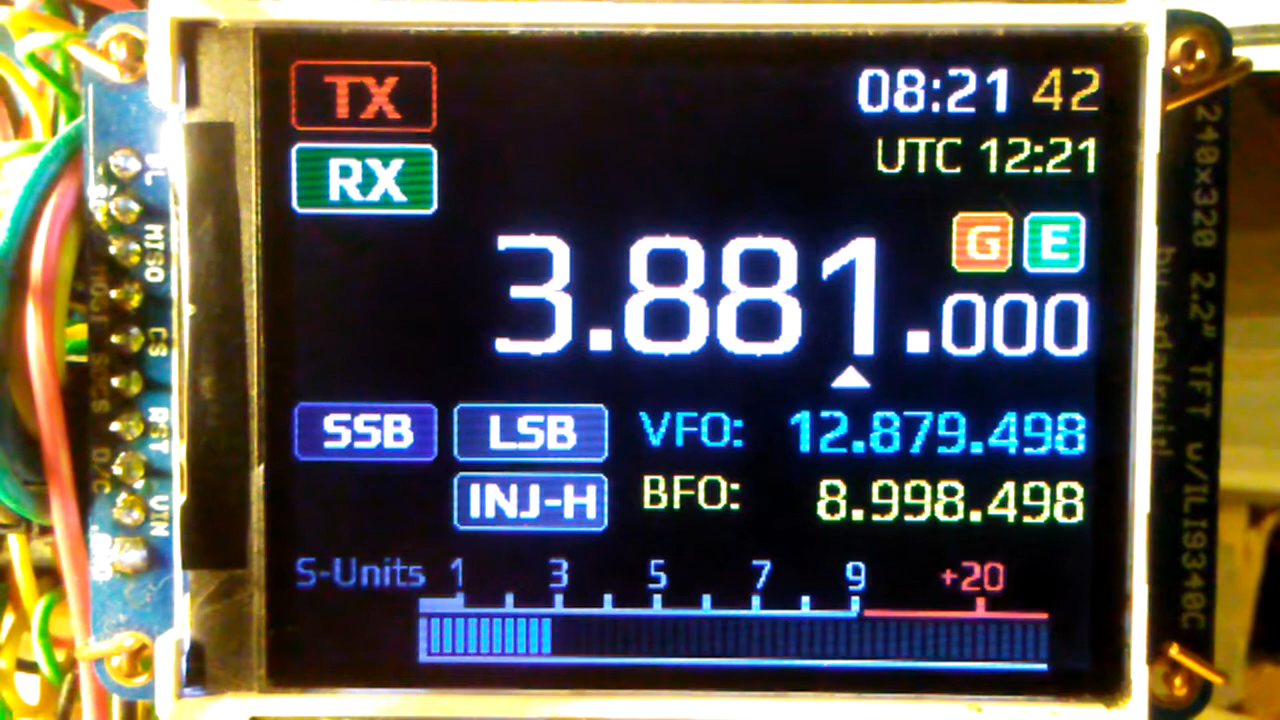 TX
08:21 42
UTC 12:21
RX
G E
3.881.000
SSB LSB VFO: 12.879.498
INJ-H BFO: 8.998.498
S-Units 1 3 5 7 9 +20
MISO
CS
RST
D/C
VIN
240x320 2.2" TFT w/ILI9340C